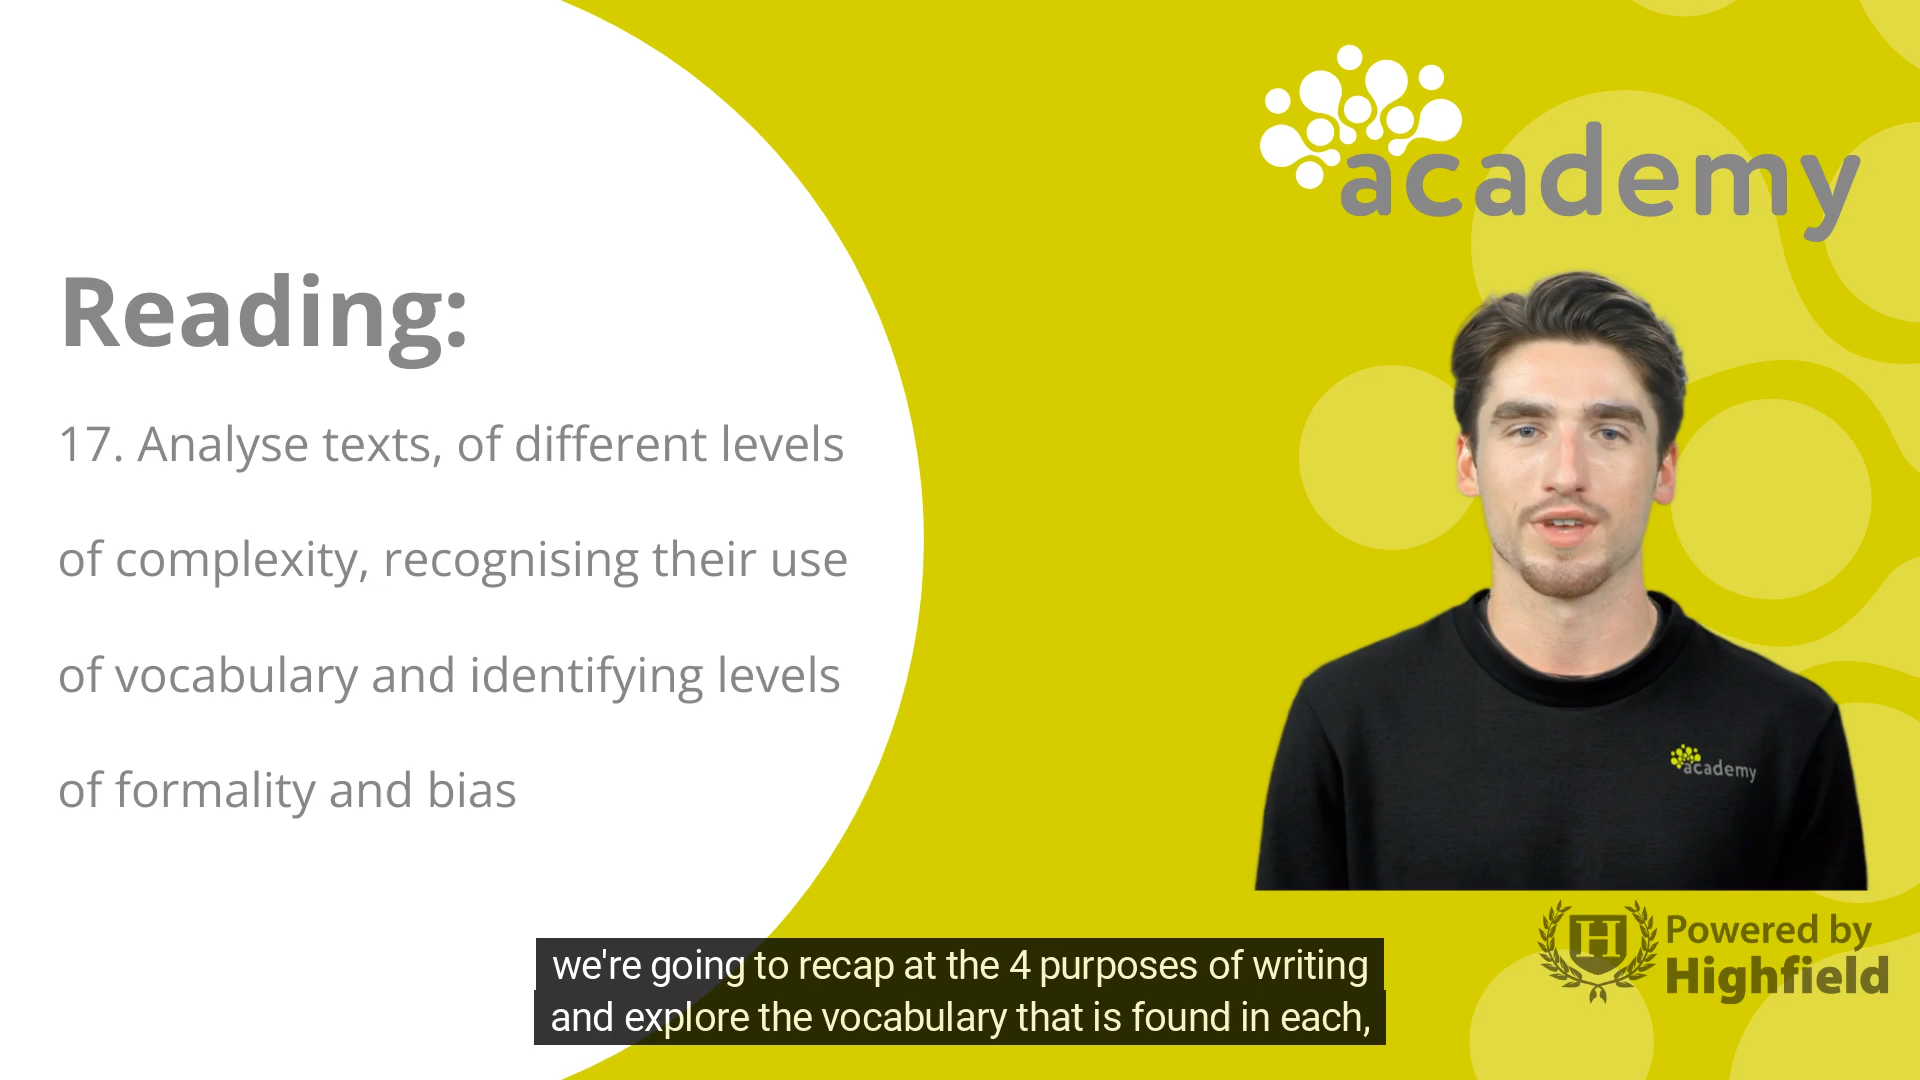 academy
Reading:
17. Analyse texts, of different levels
of complexity, recognising their use
of vocabulary and identifying levels
of formality and bias
academy
H
Powered by
Highfield
we're going to recap at the 4 purposes of writing
and explore the vocabulary that is found in each,